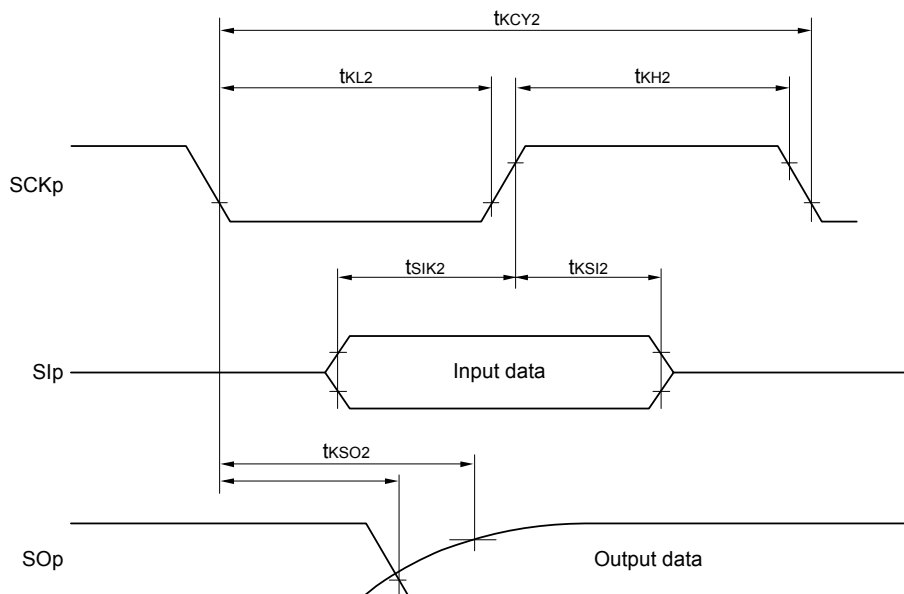 tKCY2
tKL2
tKH2
SCKp
tSIK2
tKSI2
SIp
Input data
tKSO2
SOp
Output data